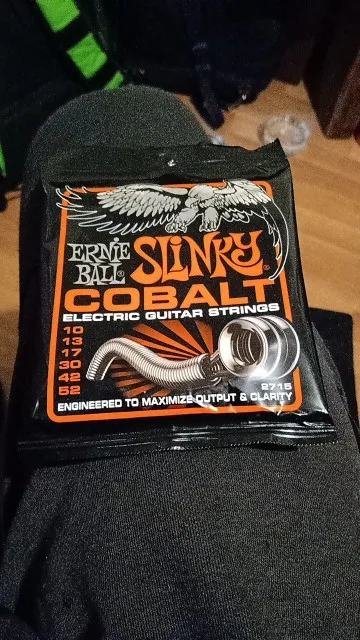 ERNIE BALL®
SLINKY®
COBALT
ELECTRIC GUITAR STRINGS
10
13
17
30
42
52
2715
ENGINEERED TO MAXIMIZE OUTPUT & CLARITY